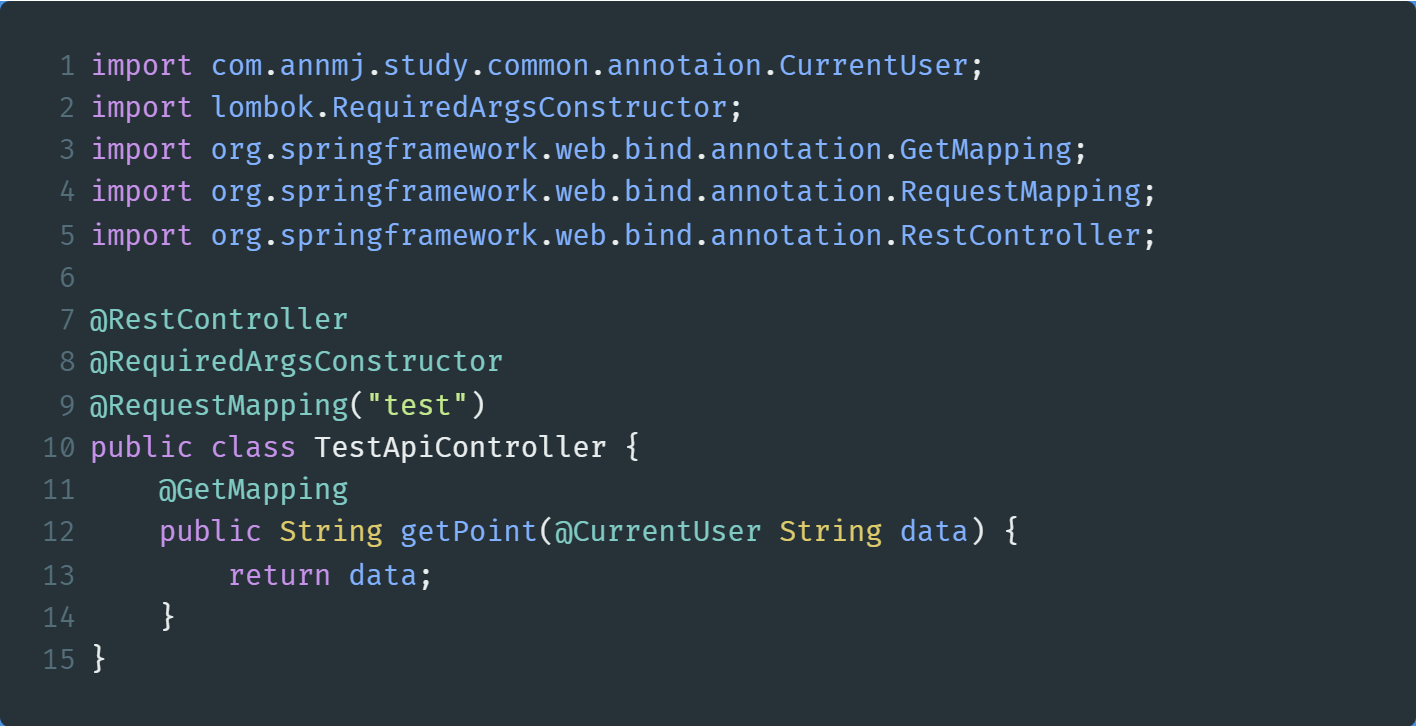 1 import com.annmj.study.common.annotaion.CurrentUser;
2 import lombok.RequiredArgsConstructor;
3 import org.springframework.web.bind.annotation.GetMapping;
4 import org.springframework.web.bind.annotation.RequestMapping;
5 import org.springframework.web.bind.annotation.RestController;
6
7 @RestController
8 @RequiredArgsConstructor
9 @RequestMapping("test")
10 public class TestApiController {
11     @GetMapping
12     public String getPoint(@CurrentUser String data) {
13         return data;
14     }
15 }